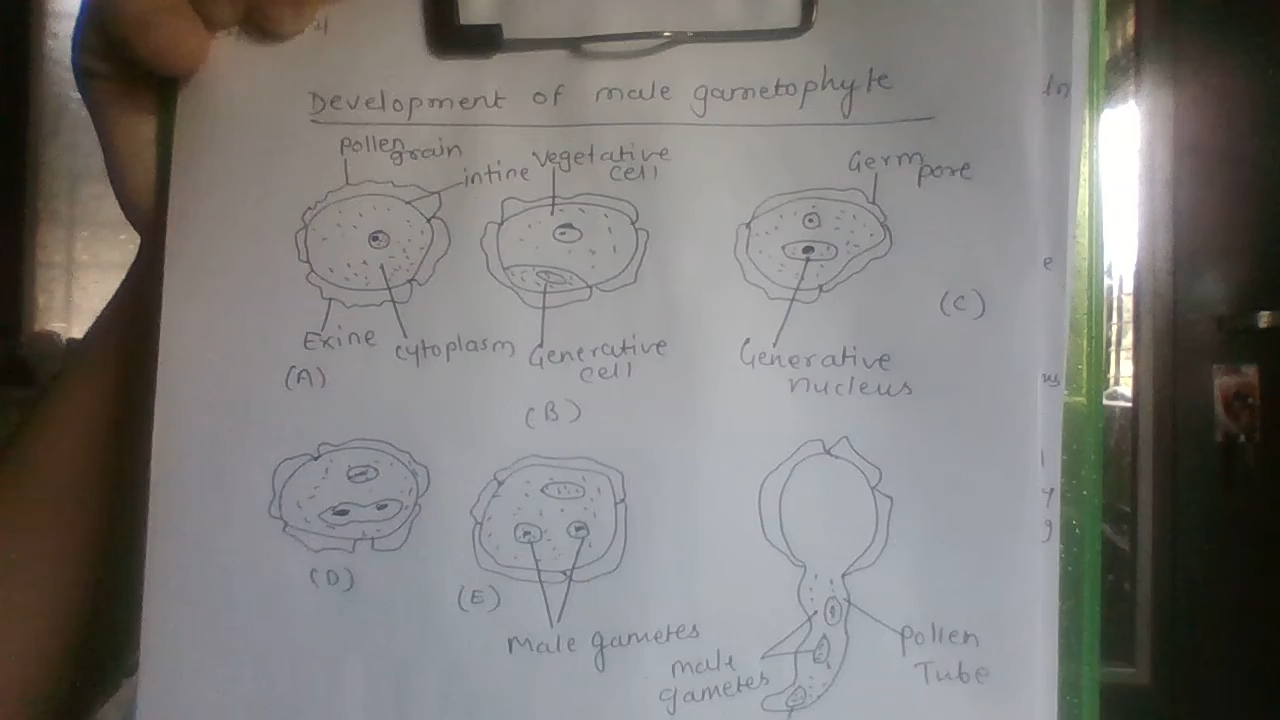 Development of male gametophyte
Pollen
grain
intine
Vegetative
cell
Germ
pore
Exine
cytoplasm
Generative
cell
Generative
nucleus
(A)
(B)
(C)
(D)
(E)
Male gametes
male
gametes
Pollen
Tube